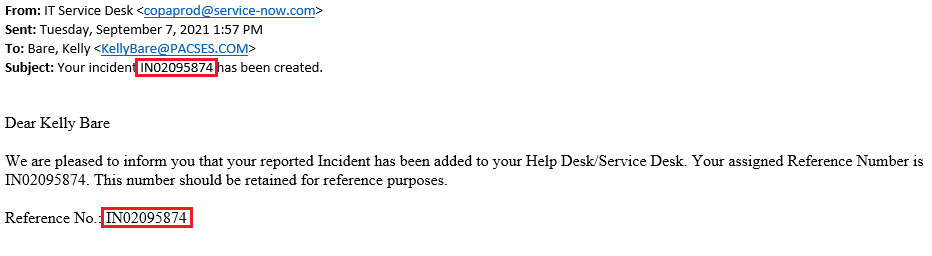 From: IT Service Desk <copaprod@service-now.com>
Sent: Tuesday, September 7, 2021 1:57 PM
To: Bare, Kelly <KellyBare@PACSES.COM>
Subject: Your incident IN02095874 has been created.
Dear Kelly Bare
We are pleased to inform you that your reported Incident has been added to your Help Desk/Service Desk. Your assigned Reference Number is
IN02095874. This number should be retained for reference purposes.
Reference No.: IN02095874